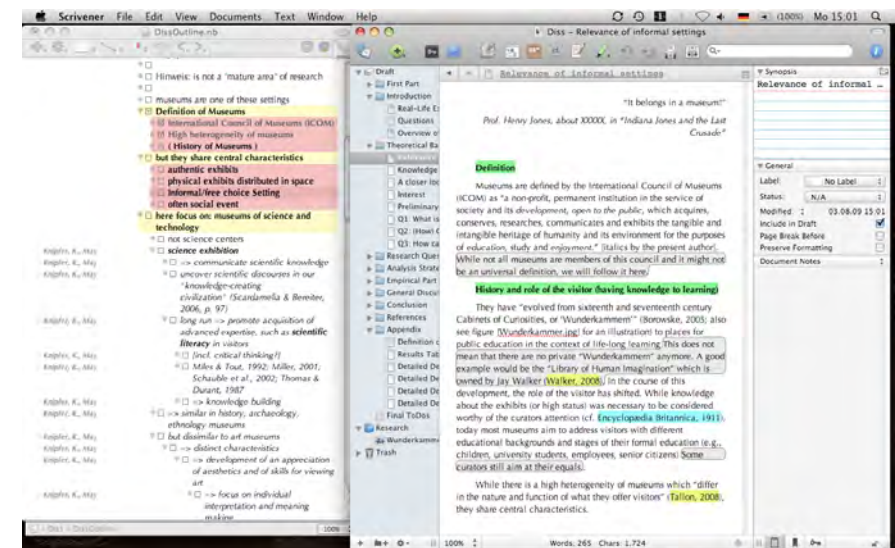 Scrivener File Edit View Documents Text Window Help (100%) Mo 15:01
DissOutline.nb
Hinweis: is not a "mature area" of research
museums are one of these settings
Definition of Museums
International Council of Museums (ICOM)
High heterogeneity of museums
( History of Museums )
but they share central characteristics
authentic exhibits
physical exhibits distributed in space
Informal/free choice Setting
often social event
here focus on: museums of science and
technology
not science centers
science exhibition
=> communicate scientific knowledge
uncover scientific discourses in our
"knowledge-creating
civilization" (Scardamelia & Bereiter,
2006, p. 97)
long run => promote acquisition of
advanced expertise, such as scientific
literacy in visitors
(incl. critical thinking?)
Miles & Tout, 1992; Miller, 2001;
Schauble et al., 2002; Thomas &
Durant, 1987
=> knowledge building
=> similar in history, archaeology,
ethnology museums
but dissimilar to art museums
=> distinct characteristics
=> development of an appreciation
of aesthetics and of skills for viewing
art
=> focus on individual
interpretation and meaning
making
100%
Diss – Relevance of informal settings
Draft
First Part
Introduction
Real-Life E
Questions
Overview o
Theoretical Ba
Relevance
Knowledge
A closer loo
Interest
Preliminary
Q1: What is
Q2: (How) C
Q3: How ca
Research Que
Analysis Strate
Empirical Part
General Discu
Conclusion
References
Appendix
Definition c
Results Tab
Detailed De
Detailed De
Detailed De
Detailed De
Final ToDos
Research
Wunderkamme
Trash
Relevance of informal settings
"It belongs in a museum!"
Prof. Henry Jones, about XXXXX, in "Indiana Jones and the Last
Crusade"
Definition
Museums are defined by the International Council of Museums
(ICOM) as "a non-profit, permanent institution in the service of
society and its development, open to the public, which acquires,
conserves, researches, communicates and exhibits the tangible and
intangible heritage of humanity and its environment for the purposes
of education, study and enjoyment." [italics by the present author].
While not all museums are members of this council and it might not
be an universal definition, we will follow it here.
History and role of the visitor (having knowledge to learning)
They have "evolved from sixteenth and seventeenth century
Cabinets of Curiosities, or 'Wunderkammern'" (Borowske, 2005; also
see figure [Wunderkammer.jpg] for an illustration) to places for
public education in the context of life-long learning. This does not
mean that there are no private "Wunderkammern" anymore. A good
example would be the "Library of Human Imagination" which is
owned by Jay Walker (Walker, 2008). In the course of this
development, the role of the visitor has shifted. While knowledge
about the exhibits (or high status) was necessary to be considered
worthy of the curators attention (cf. Encyclopædia Britannica, 1911),
today most museums aim to address visitors with different
educational backgrounds and stages of their formal education (e.g.,
children, university students, employees, senior citizens). Some
curators still aim at their equals.
While there is a high heterogeneity of museums which "differ
in the nature and function of what they offer visitors" (Tallon, 2008),
they share central characteristics.
100% Words: 265 Chars: 1,724
Synopsis
Relevance of informal …
General
Label: No Label
Status: N/A
Modified: 03.08.09 15:01
Include in Draft
Page Break Before
Preserve Formatting
Document Notes